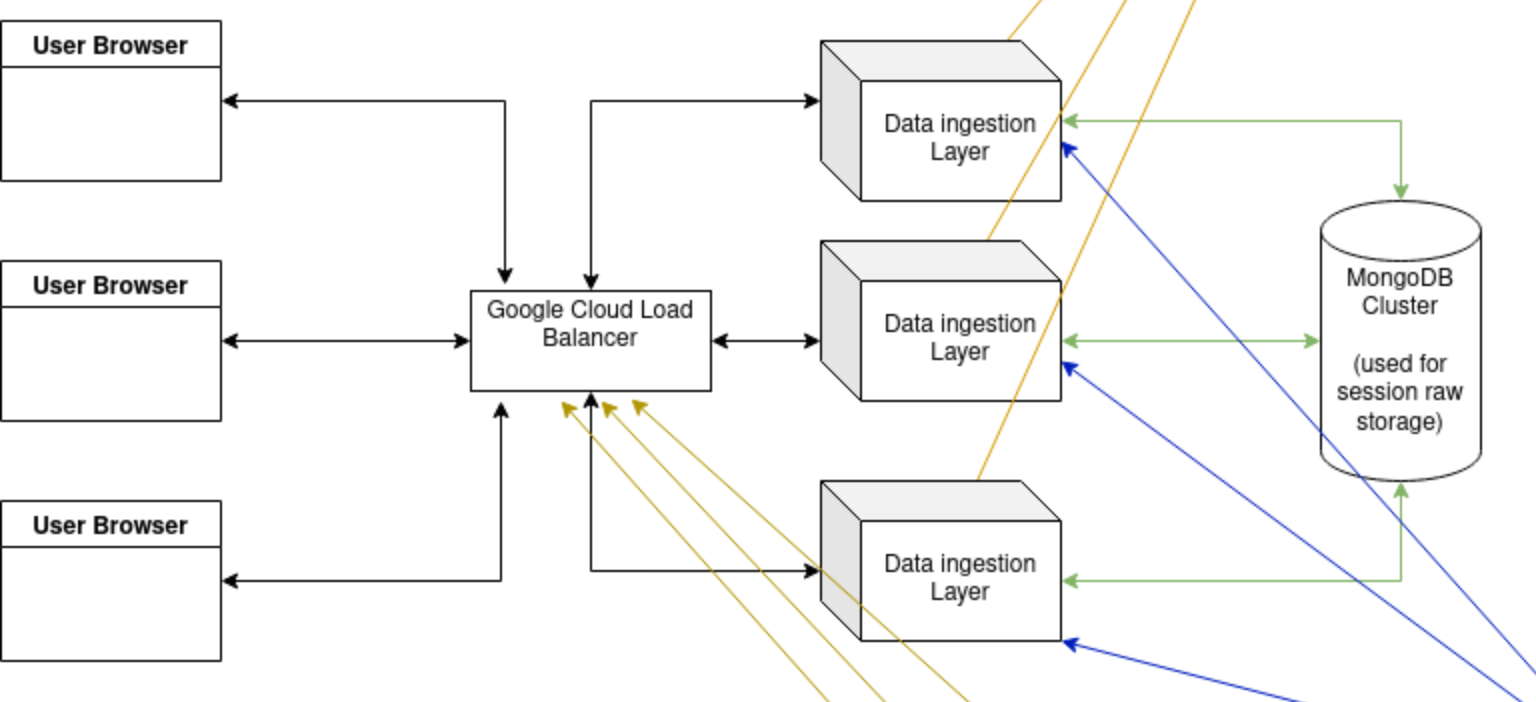 User Browser
User Browser
User Browser
Google Cloud Load
Balancer
Data ingestion
Layer
Data ingestion
Layer
Data ingestion
Layer
MongoDB
Cluster
(used for
session raw
storage)